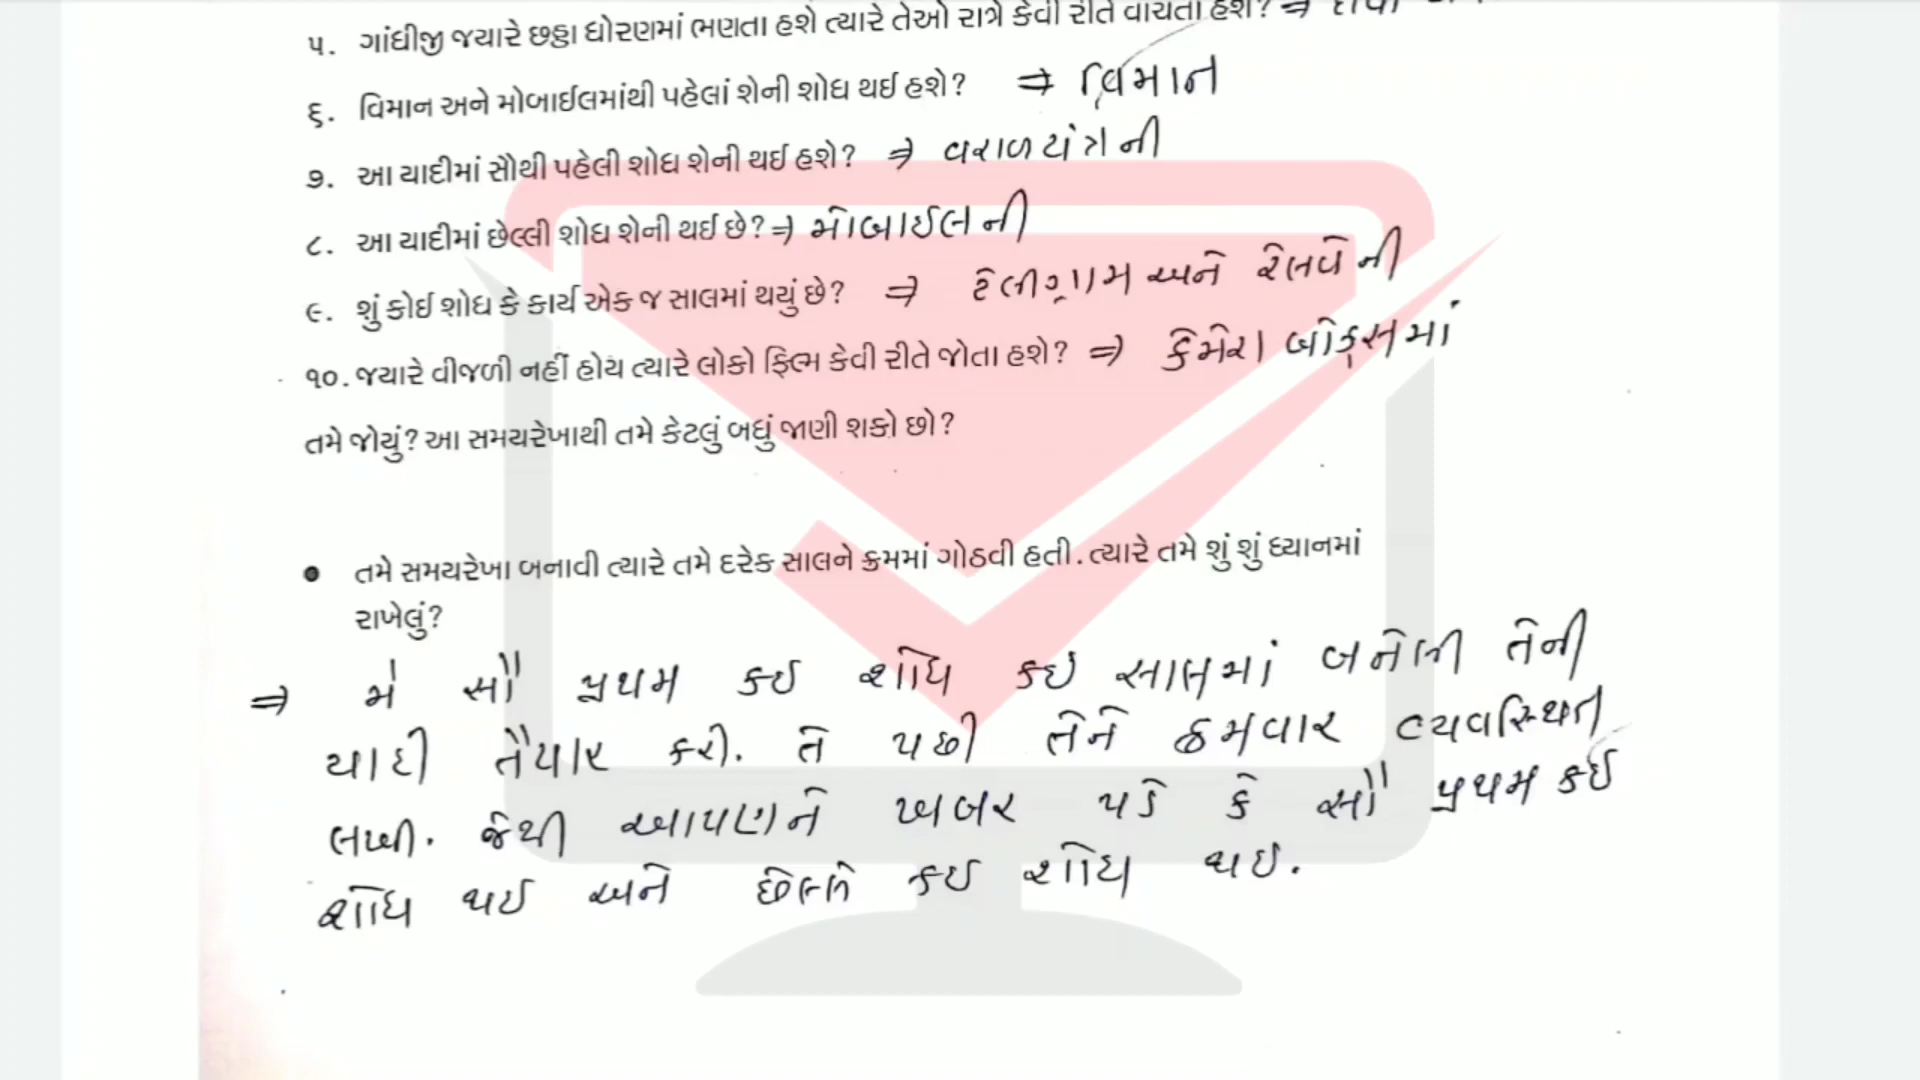 ૫. ગાંધીજી જયારે છઠ્ઠા ધોરણમાં ભણતા હશે ત્યારે તેઓ રાત્રે કેવી રીતે વાંચતા હશે? ⇒
૬. વિમાન અને મોબાઈલમાંથી પહેલાં શેની શોધ થઈ હશે? ⇒ વિમાન
૭. આ યાદીમાં સૌથી પહેલી શોધ શેની થઈ હશે? ⇒ વરાળયંત્રની
૮. આ યાદીમાં છેલ્લી શોધ શેની થઈ છે? ⇒ મોબાઈલની
૯. શું કોઈ શોધ કે કાર્ય એક જ સાલમાં થયું છે? ⇒ ટેલીગ્રામ અને રેલવેની
૧૦. જયારે વીજળી નહીં હોય ત્યારે લોકો ફિલ્મ કેવી રીતે જોતા હશે? ⇒ કેમેરા બોક્સમાં
તમે જોયું? આ સમયરેખાથી તમે કેટલું બધું જાણી શકો છો?
● તમે સમયરેખા બનાવી ત્યારે તમે દરેક સાલને ક્રમમાં ગોઠવી હતી. ત્યારે તમે શું શું ધ્યાનમાં
રાખેલું?
⇒ મેં સૌ પ્રથમ કઈ શોધ કઈ સાલમાં બનેલી તેની
યાદી તૈયાર કરી. તે પછી તેને ક્રમવાર વ્યવસ્થિત
લખી. જેથી આપણને ખબર પડે કે સૌ પ્રથમ કઈ
શોધ થઈ અને છેલ્લે કઈ શોધ થઈ.